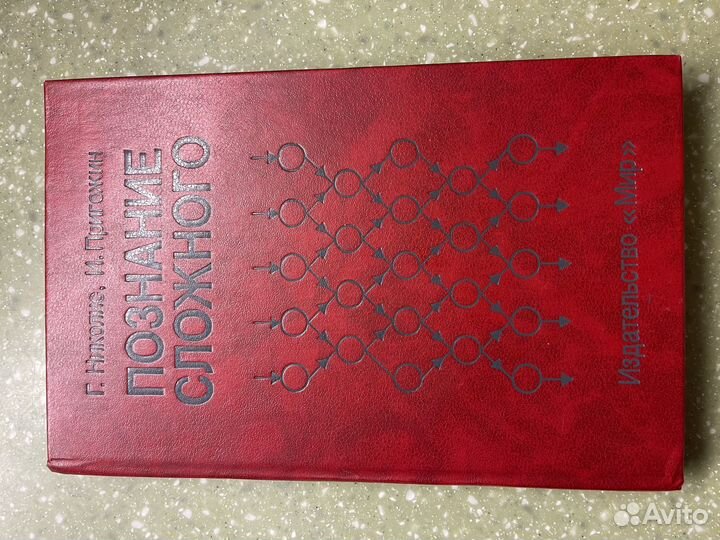 Г. Николис, И. Пригожин
ПОЗНАНИЕ
СЛОЖНОГО
Издательство «Мир»
Avito